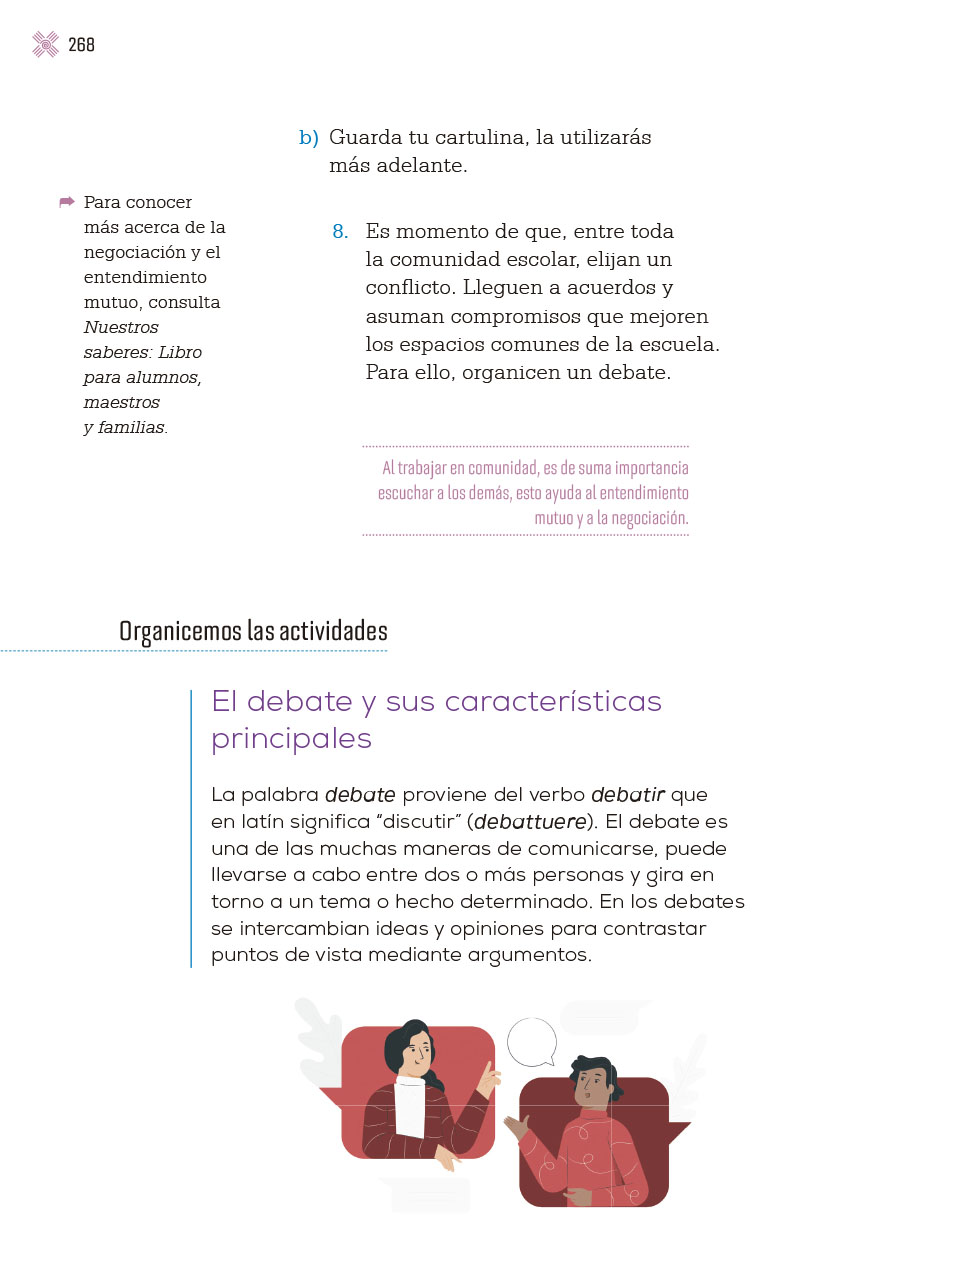 268
b) Guarda tu cartulina, la utilizarás
más adelante.
Para conocer
más acerca de la
negociación y el
entendimiento
mutuo, consulta
Nuestros
saberes: Libro
para alumnos,
maestros
y familias.
8. Es momento de que, entre toda
la comunidad escolar, elijan un
conflicto. Lleguen a acuerdos y
asuman compromisos que mejoren
los espacios comunes de la escuela.
Para ello, organicen un debate.
Al trabajar en comunidad, es de suma importancia
escuchar a los demás, esto ayuda al entendimiento
mutuo y a la negociación.
Organicemos las actividades
El debate y sus características
principales
La palabra debate proviene del verbo debatir que
en latín significa “discutir” (debattuere). El debate es
una de las muchas maneras de comunicarse, puede
llevarse a cabo entre dos o más personas y gira en
torno a un tema o hecho determinado. En los debates
se intercambian ideas y opiniones para contrastar
puntos de vista mediante argumentos.